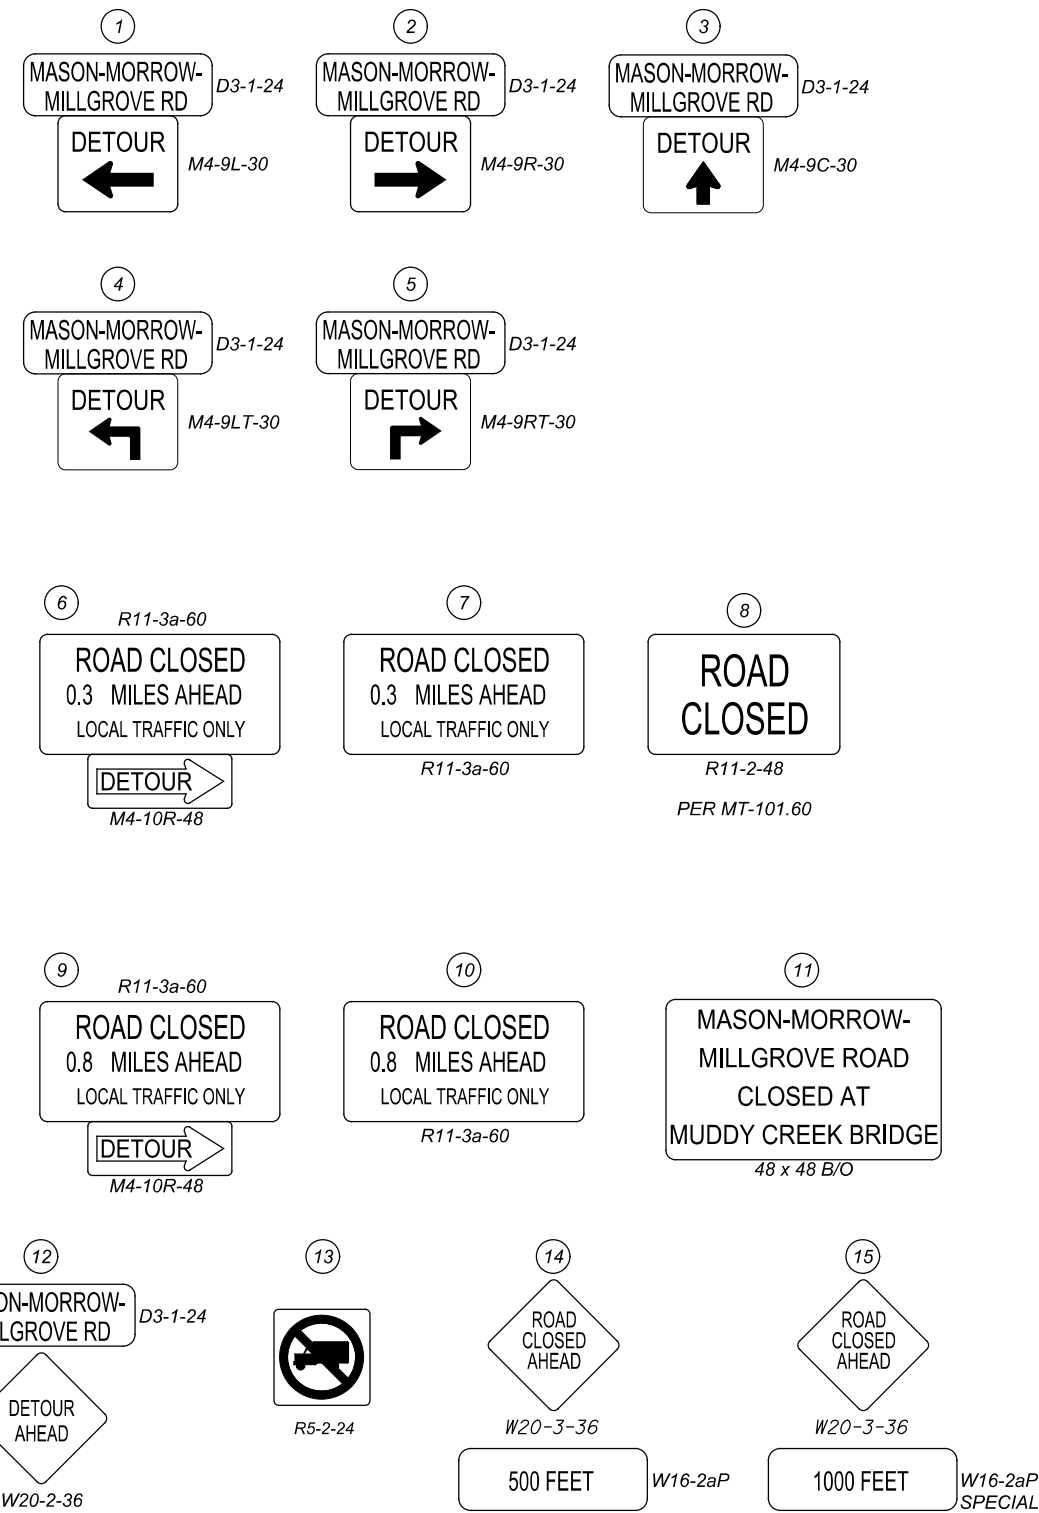 1
MASON-MORROW-
MILLGROVE RD
D3-1-24
DETOUR
M4-9L-30
2
MASON-MORROW-
MILLGROVE RD
D3-1-24
DETOUR
M4-9R-30
3
MASON-MORROW-
MILLGROVE RD
D3-1-24
DETOUR
M4-9C-30
4
MASON-MORROW-
MILLGROVE RD
D3-1-24
DETOUR
M4-9LT-30
5
MASON-MORROW-
MILLGROVE RD
D3-1-24
DETOUR
M4-9RT-30
6
R11-3a-60
ROAD CLOSED
0.3 MILES AHEAD
LOCAL TRAFFIC ONLY
DETOUR
M4-10R-48
7
ROAD CLOSED
0.3 MILES AHEAD
LOCAL TRAFFIC ONLY
R11-3a-60
8
ROAD
CLOSED
R11-2-48
PER MT-101.60
9
R11-3a-60
ROAD CLOSED
0.8 MILES AHEAD
LOCAL TRAFFIC ONLY
DETOUR
M4-10R-48
10
ROAD CLOSED
0.8 MILES AHEAD
LOCAL TRAFFIC ONLY
R11-3a-60
11
MASON-MORROW-
MILLGROVE ROAD
CLOSED AT
MUDDY CREEK BRIDGE
48 x 48 B/O
12
ON-MORROW-
LGROVE RD
D3-1-24
DETOUR
AHEAD
W20-2-36
13
R5-2-24
14
ROAD
CLOSED
AHEAD
W20-3-36
500 FEET
W16-2aP
15
ROAD
CLOSED
AHEAD
W20-3-36
1000 FEET
W16-2aP
SPECIAL